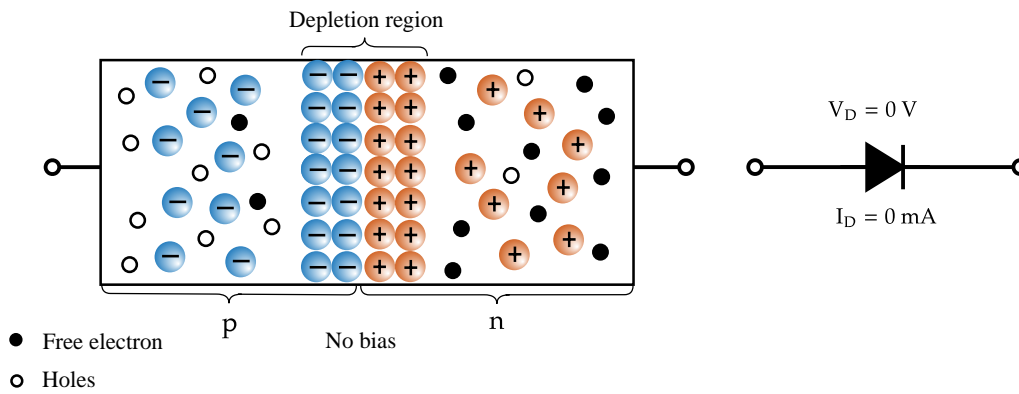 Depletion region
V_D = 0 V
I_D = 0 mA
p
n
No bias
Free electron
Holes